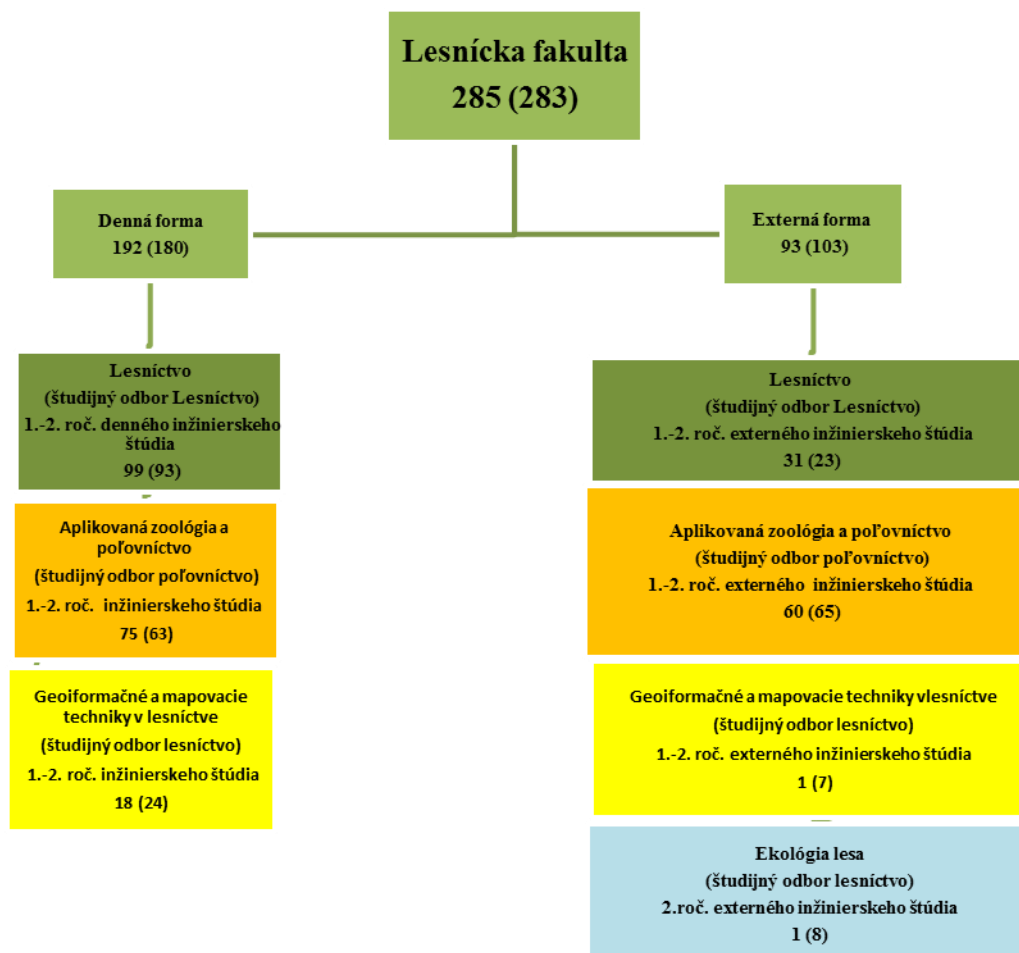 Lesnícka fakulta
285 (283)
Denná forma
192 (180)
Externá forma
93 (103)
Lesníctvo
(študijný odbor Lesníctvo)
1.-2. roč. denného inžinierskeho
štúdia
99 (93)
Aplikovaná zoológia a
poľovníctvo
(študijný odbor poľovníctvo)
1.-2. roč.  inžinierskeho štúdia
75 (63)
Geoiformačné a mapovacie
techniky v lesníctve
(študijný odbor lesníctvo)
1.-2. roč. inžinierskeho štúdia
18 (24)
Lesníctvo
(študijný odbor Lesníctvo)
1.-2. roč. externého inžinierskeho štúdia
31 (23)
Aplikovaná zoológia a poľovníctvo
(študijný odbor poľovníctvo)
1.-2. roč. externého  inžinierskeho štúdia
60 (65)
Geoiformačné a mapovacie techniky vlesníctve
(študijný odbor lesníctvo)
1.-2. roč. externého inžinierskeho štúdia
1 (7)
Ekológia lesa
(študijný odbor lesníctvo)
2.roč. externého inžinierskeho štúdia
1 (8)